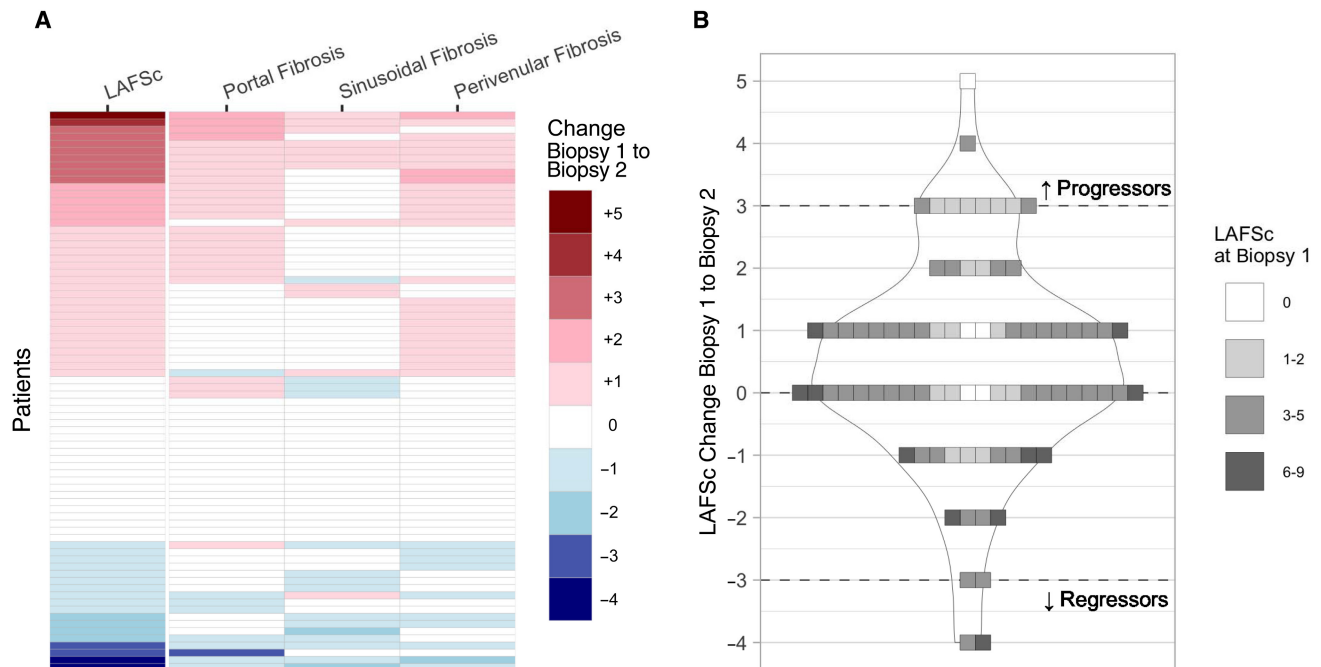 A
LAFSc
Portal Fibrosis
Sinusoidal Fibrosis
Perivenular Fibrosis
Patients
Change
Biopsy 1 to
Biopsy 2
+5
+4
+3
+2
+1
0
−1
−2
−3
−4
B
LAFSc Change Biopsy 1 to Biopsy 2
5
4
3
2
1
0
−1
−2
−3
−4
↑ Progressors
↓ Regressors
LAFSc
at Biopsy 1
0
1-2
3-5
6-9